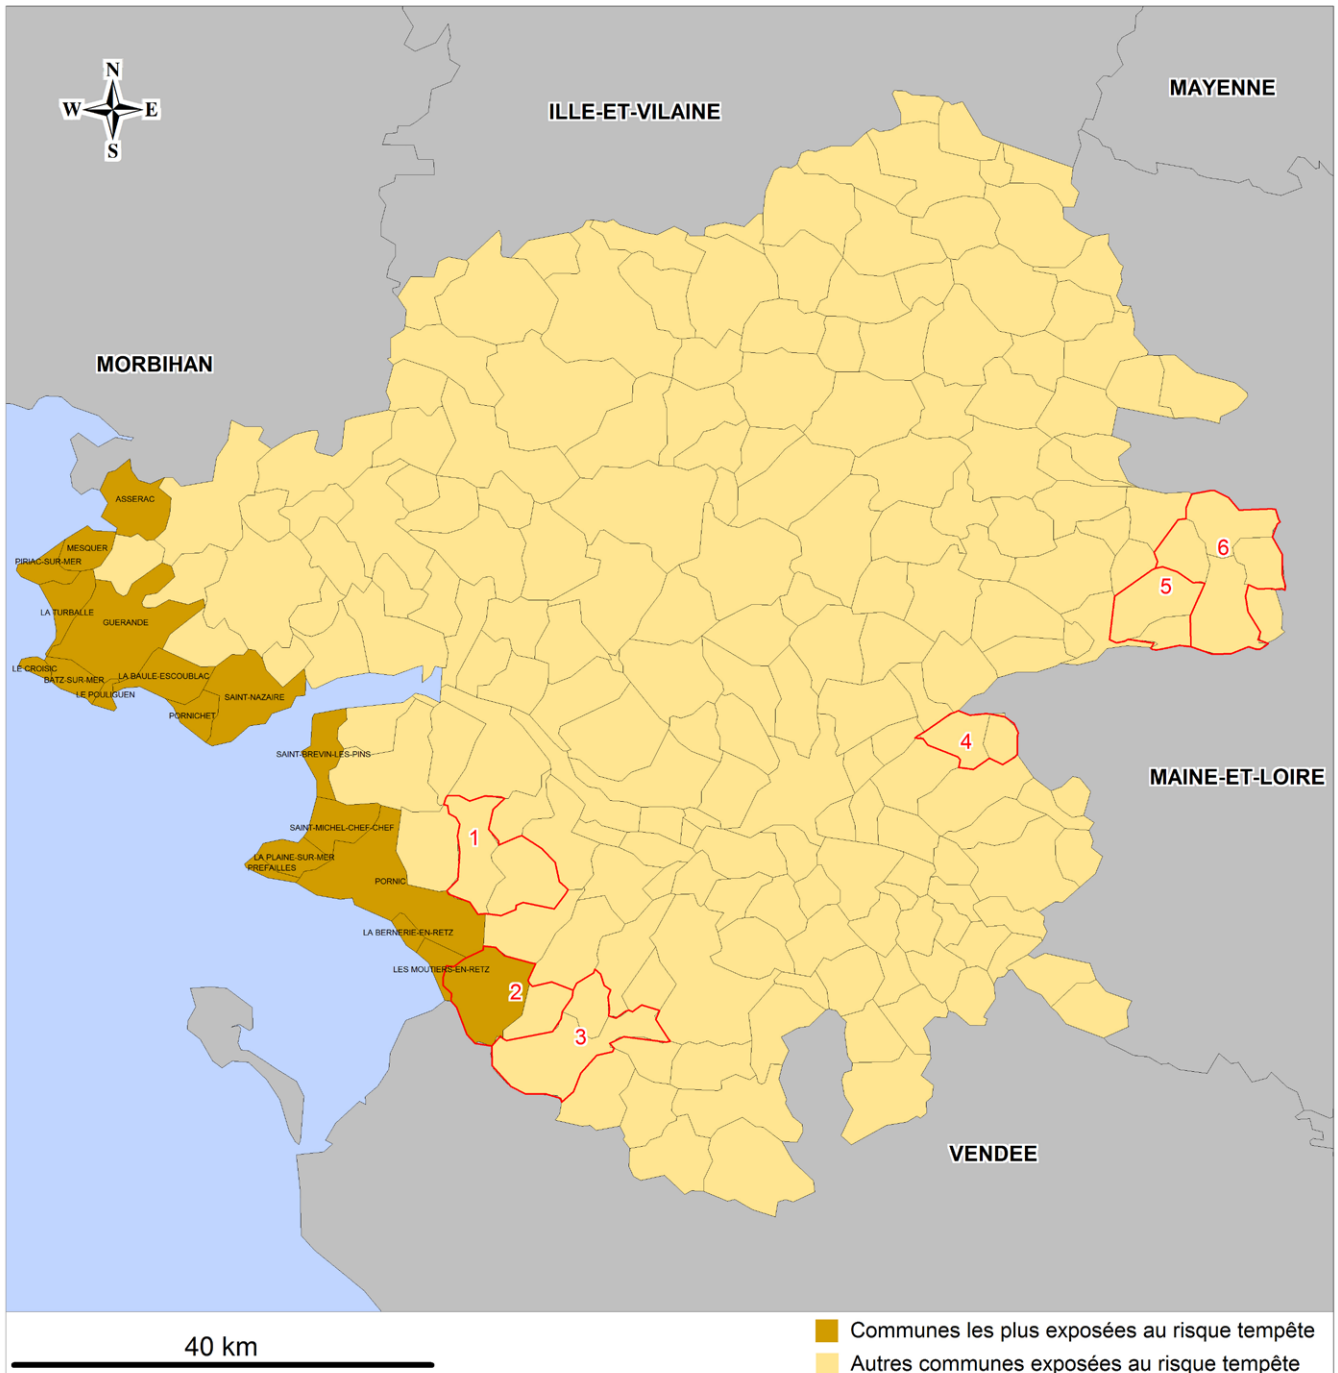 N
W E
S
ILLE-ET-VILAINE
MAYENNE
MORBIHAN
ASSERAC
MESQUER
PIRIAC-SUR-MER
LA TURBALLE
GUERANDE
LE CROISIC
BATZ-SUR-MER
LA BAULE-ESCOUBLAC
LE POULIGUEN
SAINT-NAZAIRE
PORNICHET
SAINT-BREVIN-LES-PINS
SAINT-MICHEL-CHEF-CHEF
LA PLAINE-SUR-MER
PREFAILLES
PORNIC
LA BERNERIE-EN-RETZ
LES MOUTIERS-EN-RETZ
6
5
4
MAINE-ET-LOIRE
1
2
3
VENDEE
40 km
Communes les plus exposées au risque tempête
Autres communes exposées au risque tempête